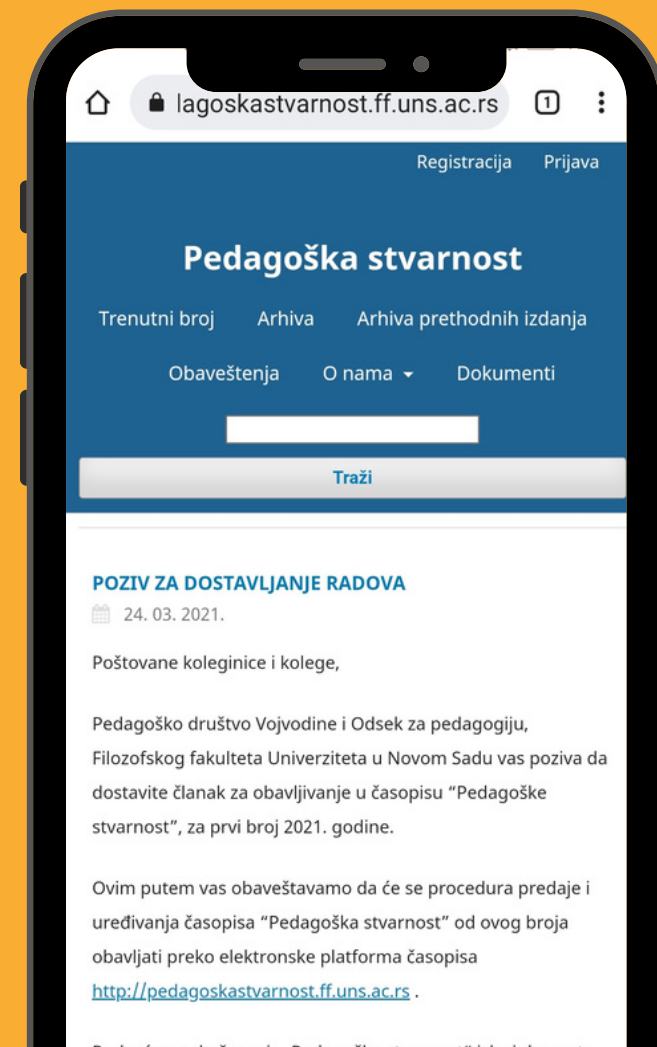 lagoskastvarnost.ff.uns.ac.rs
1
Registracija Prijava
Pedagoška stvarnost
Trenutni broj Arhiva Arhiva prethodnih izdanja
Obaveštenja O nama Dokumenti
Traži
POZIV ZA DOSTAVLJANJE RADOVA
24. 03. 2021.
Poštovane koleginice i kolege,
Pedagoško društvo Vojvodine i Odsek za pedagogiju,
Filozofskog fakulteta Univerziteta u Novom Sadu vas poziva da
dostavite članak za obavljivanje u časopisu “Pedagoške
stvarnost”, za prvi broj 2021. godine.
Ovim putem vas obaveštavamo da će se procedura predaje i
uređivanja časopisa “Pedagoška stvarnost” od ovog broja
obavljati preko elektronske platforma časopisa
http://pedagoskastvarnost.ff.uns.ac.rs .